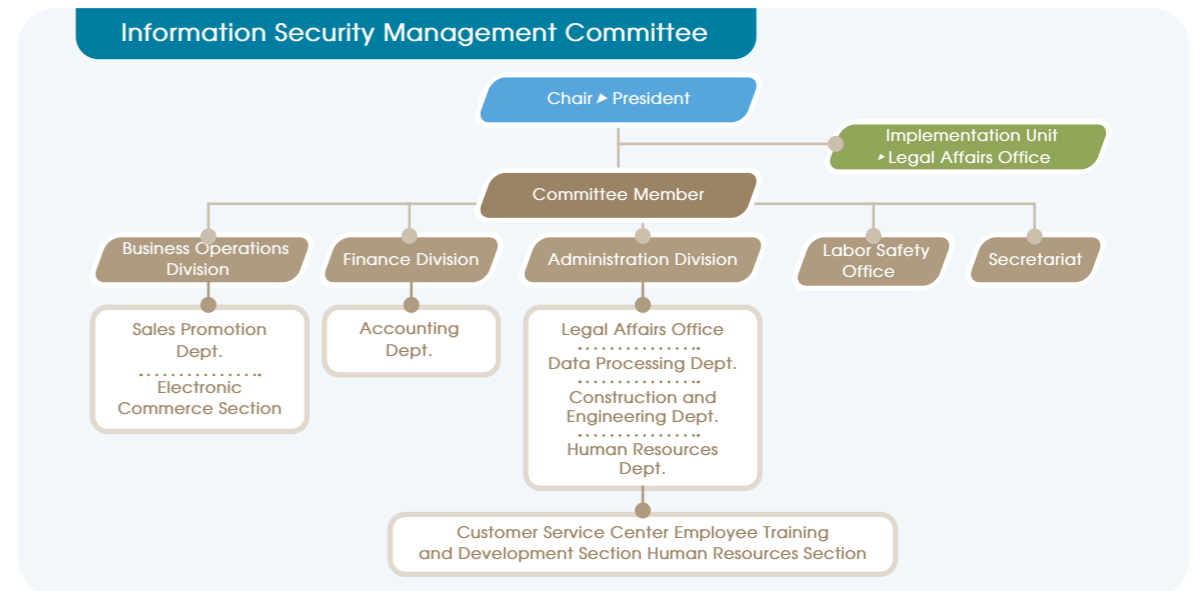 Information Security Management Committee
Chair ▸ President
Implementation Unit
▸ Legal Affairs Office
Committee Member
Business Operations
Division
Finance Division
Administration Division
Labor Safety
Office
Secretariat
Sales Promotion
Dept.
Electronic
Commerce Section
Accounting
Dept.
Legal Affairs Office
Data Processing Dept.
Construction and
Engineering Dept.
Human Resources
Dept.
Customer Service Center Employee Training
and Development Section Human Resources Section